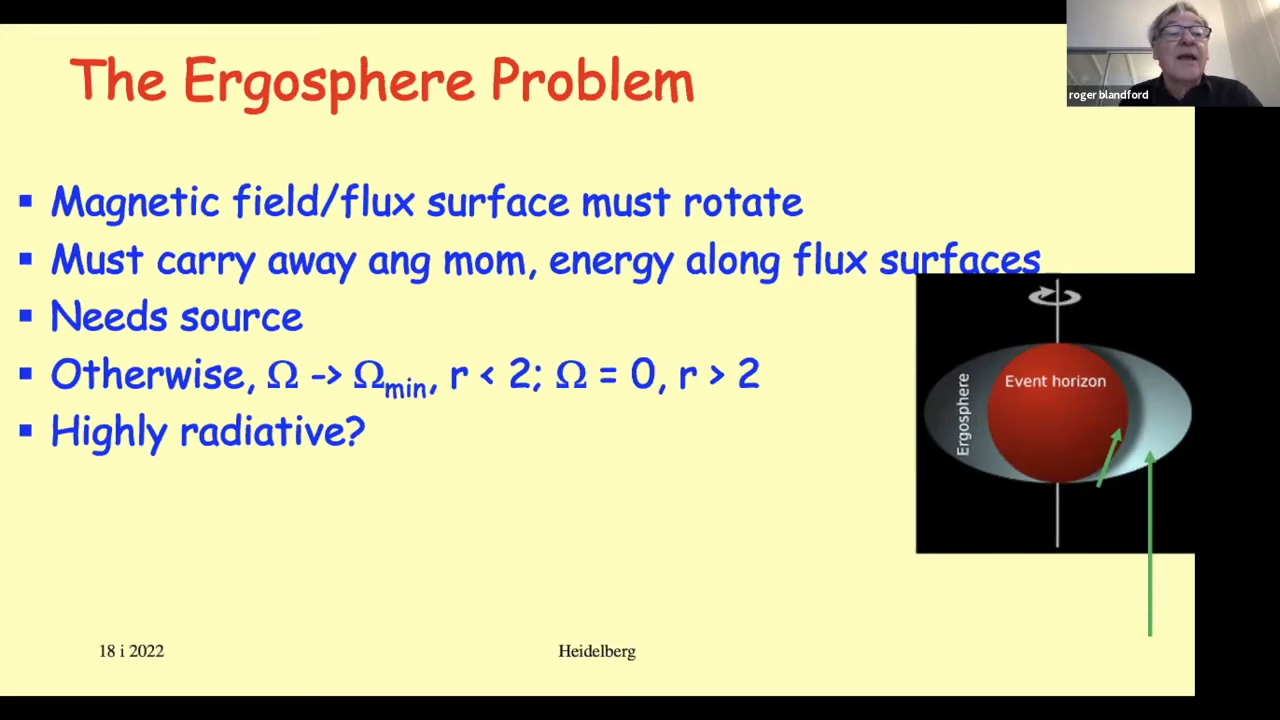 The Ergosphere Problem
roger blandford
▪ Magnetic field/flux surface must rotate
▪ Must carry away ang mom, energy along flux surfaces
▪ Needs source
▪ Otherwise, Ω -> Ωmin, r < 2; Ω = 0, r > 2
▪ Highly radiative?
Event horizon
Ergosphere
18 i 2022
Heidelberg